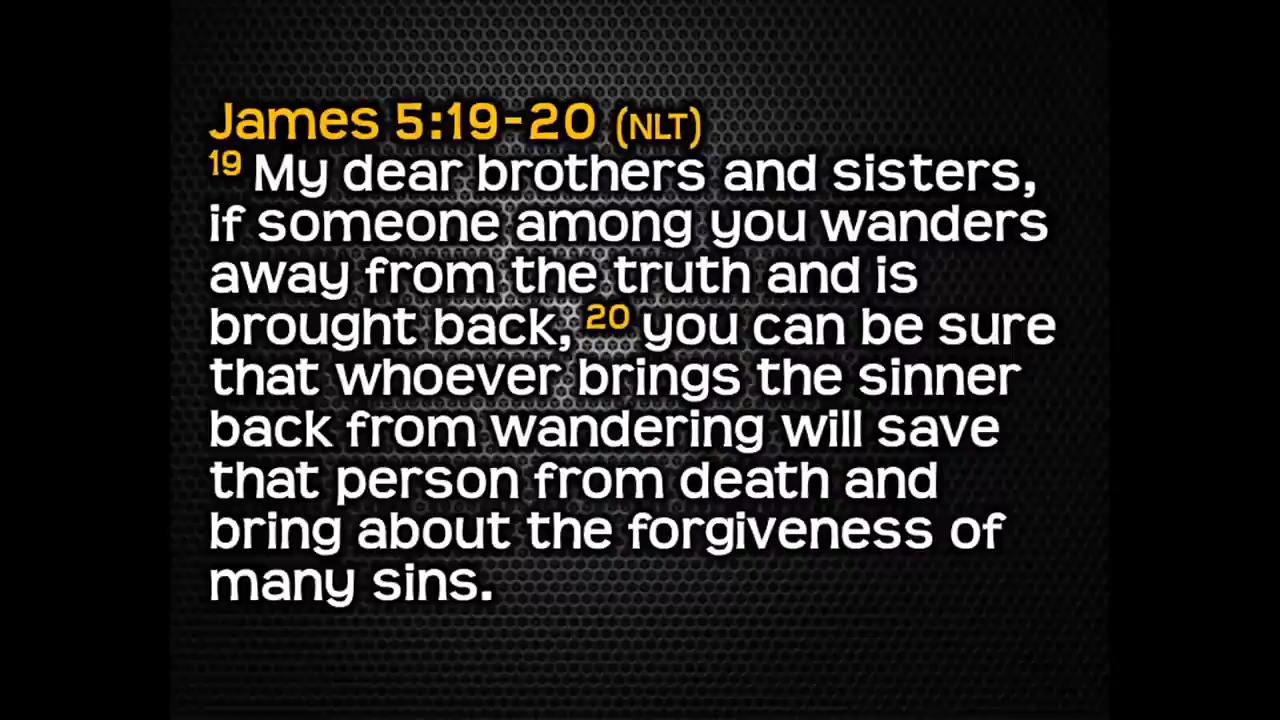 James 5:19-20 (NLT)
19 My dear brothers and sisters,
if someone among you wanders
away from the truth and is
brought back, 20 you can be sure
that whoever brings the sinner
back from wandering will save
that person from death and
bring about the forgiveness of
many sins.